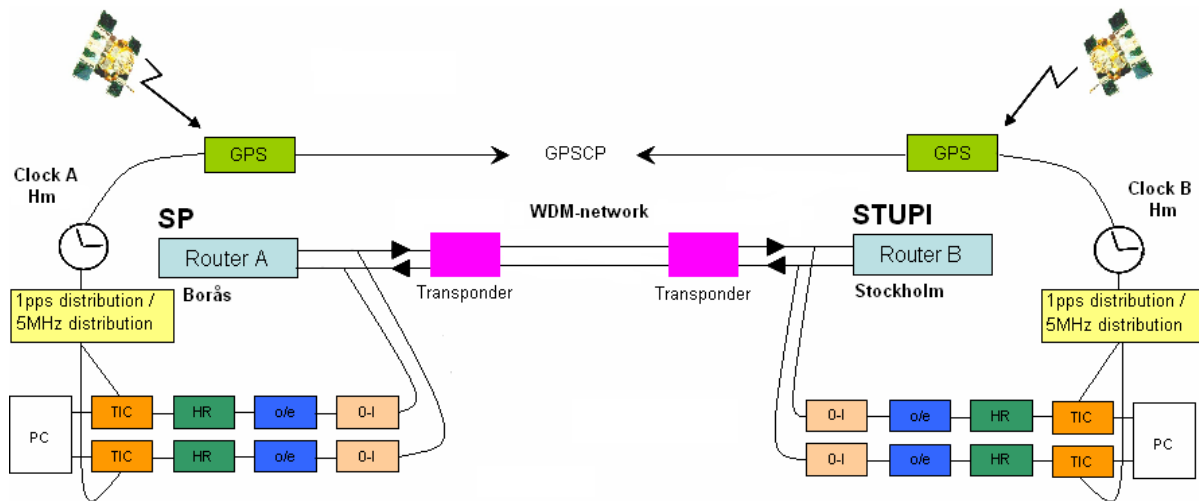 GPS
GPSCP
GPS
Clock A
Hm
Clock B
Hm
SP
WDM-network
STUPI
Router A
Router B
Borås
Transponder
Transponder
Stockholm
1pps distribution /
5MHz distribution
1pps distribution /
5MHz distribution
PC
TIC
HR
o/e
0-I
TIC
HR
o/e
0-I
0-I
o/e
HR
TIC
0-I
o/e
HR
TIC
PC